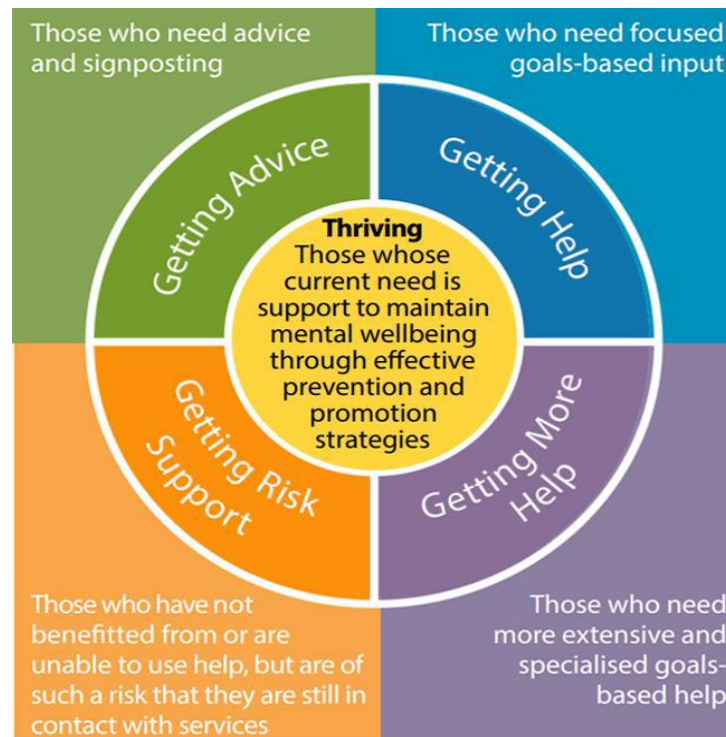 Those who need advice
and signposting
Those who need focused
goals-based input
Getting Advice
Getting Help
Thriving
Those whose
current need is
support to maintain
mental wellbeing
through effective
prevention and
promotion
strategies
Getting Risk
Support
Getting More
Help
Those who have not
benefitted from or are
unable to use help, but are of
such a risk that they are still in
contact with services
Those who need
more extensive and
specialised goals-
based help